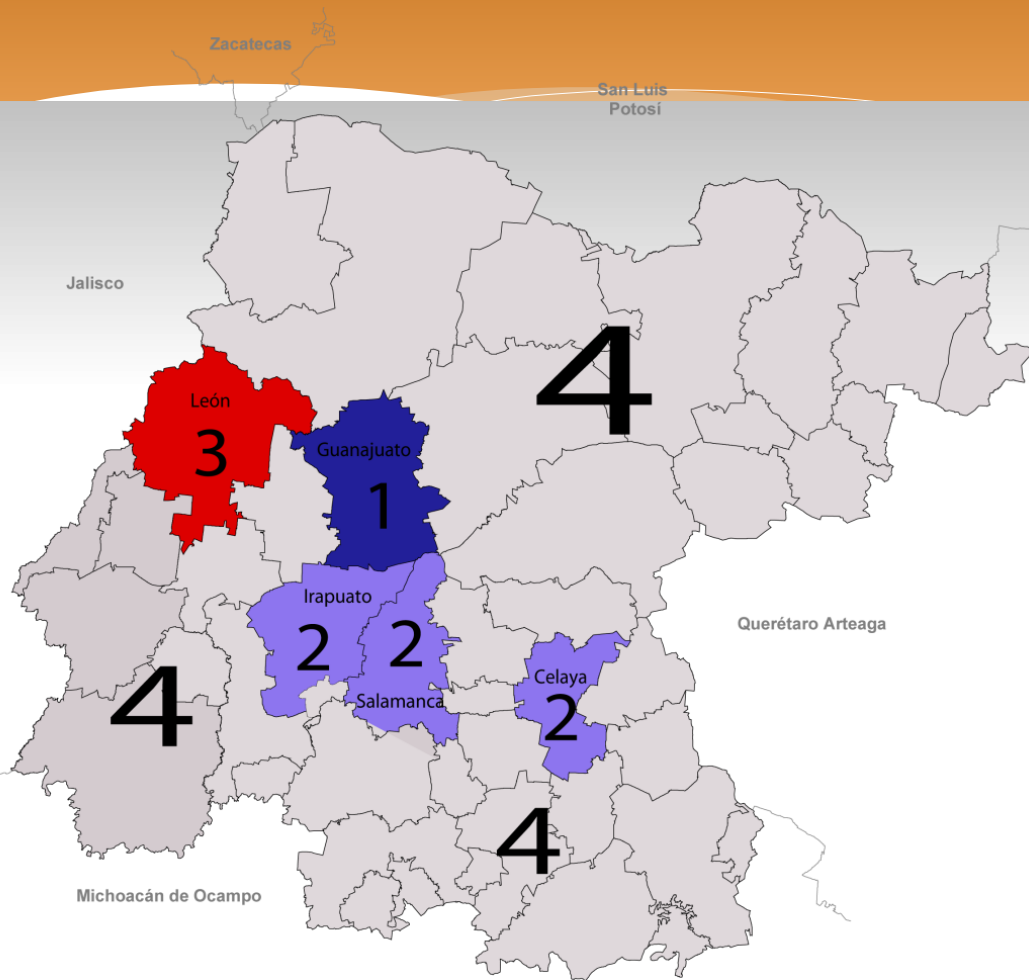 Zacatecas
San Luis
Potosí
Jalisco
4
León
3
Guanajuato
1
Irapuato
2
2
Salamanca
Querétaro Arteaga
Celaya
2
4
4
Michoacán de Ocampo